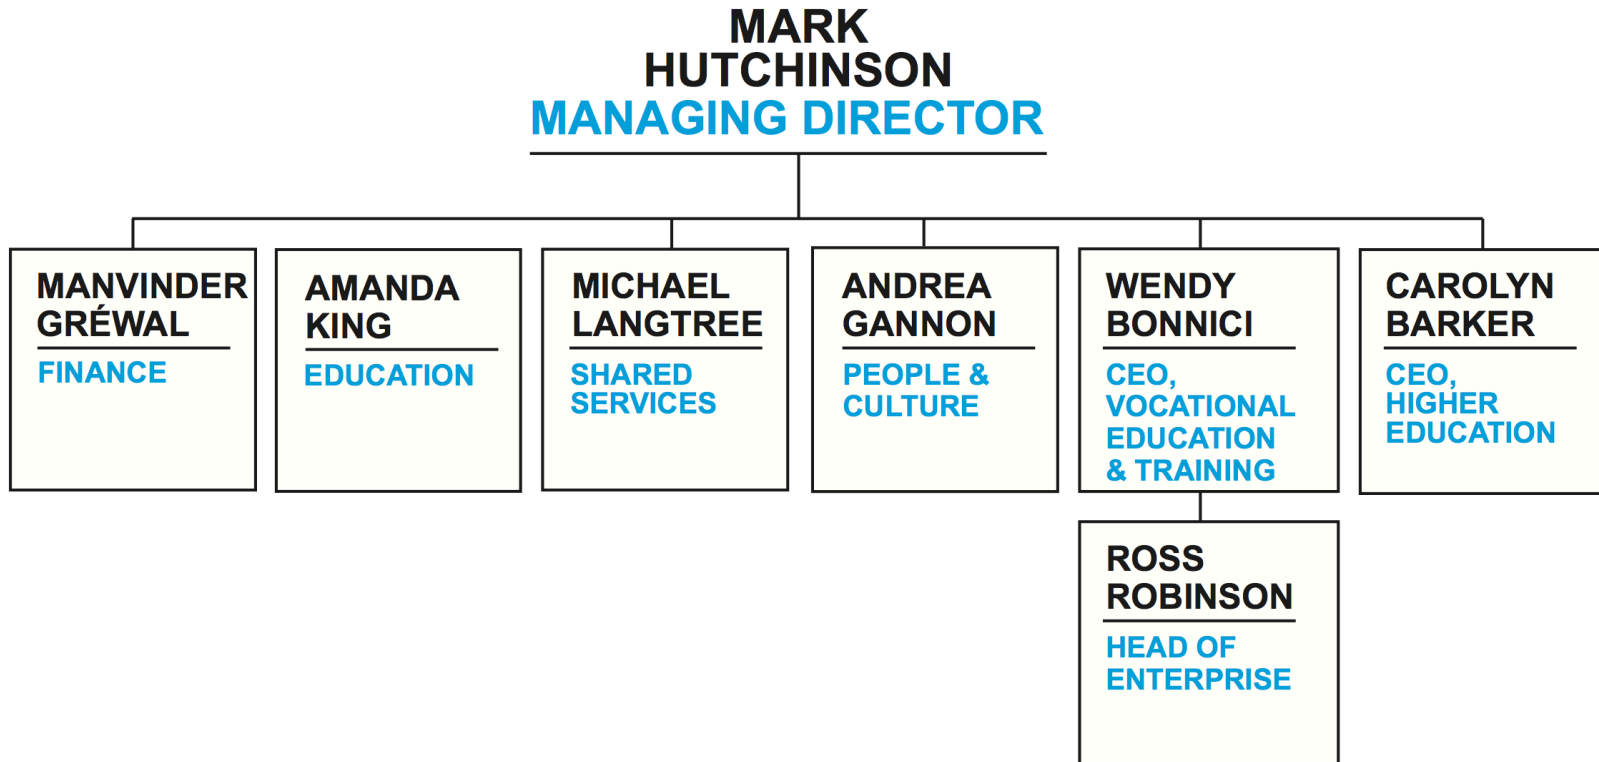 MARK
HUTCHINSON
MANAGING DIRECTOR
MANVINDER
GRÉWAL
FINANCE
AMANDA
KING
EDUCATION
MICHAEL
LANGTREE
SHARED
SERVICES
ANDREA
GANNON
PEOPLE &
CULTURE
WENDY
BONNICI
CEO,
VOCATIONAL
EDUCATION
& TRAINING
CAROLYN
BARKER
CEO,
HIGHER
EDUCATION
ROSS
ROBINSON
HEAD OF
ENTERPRISE